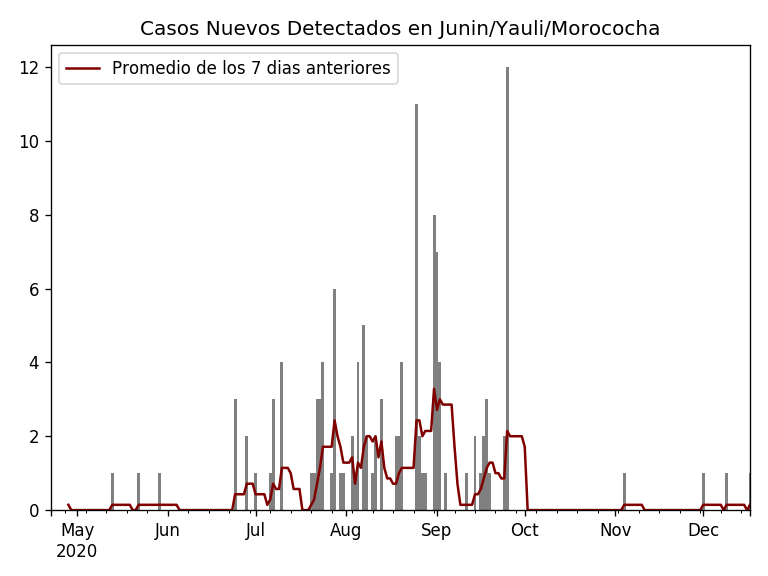 Casos Nuevos Detectados en Junin/Yauli/Morococha
Promedio de los 7 dias anteriores
12
10
8
6
4
2
0
May Jun Jul Aug Sep Oct Nov Dec
2020